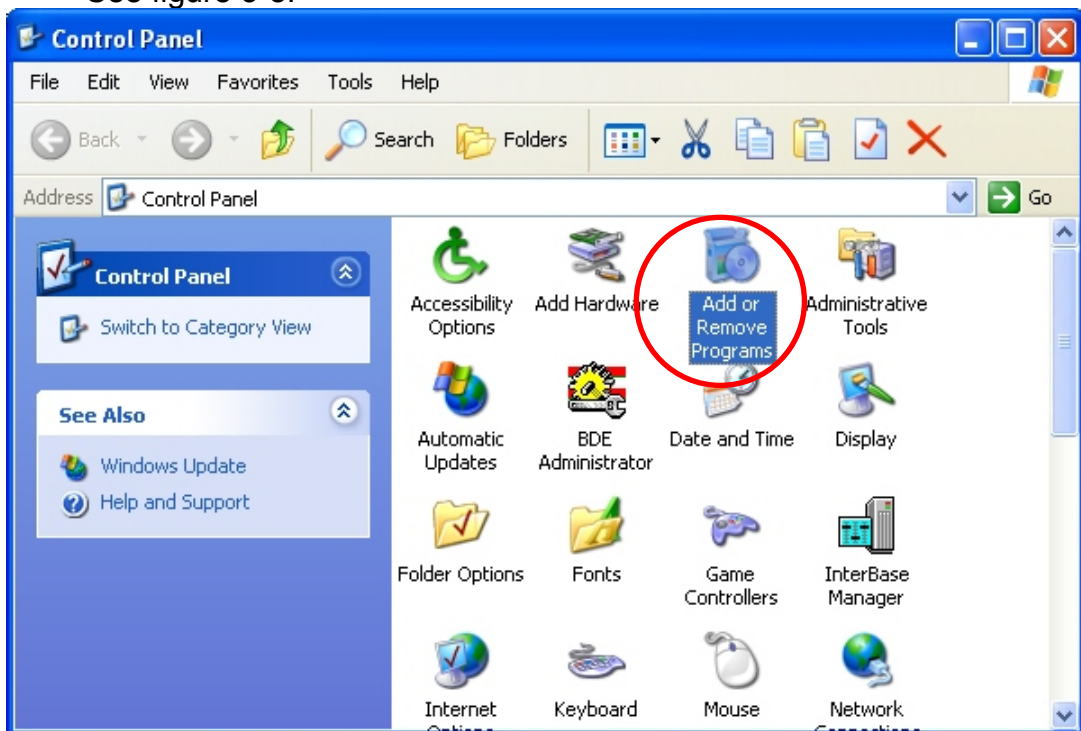 Control Panel
File Edit View Favorites Tools Help
Back Search Folders
Address Control Panel Go
Control Panel
Switch to Category View
See Also
Windows Update
Help and Support
Accessibility Options
Add Hardware
Add or Remove Programs
Administrative Tools
Automatic Updates
BDE Administrator
Date and Time
Display
Folder Options
Fonts
Game Controllers
InterBase Manager
Internet Options
Keyboard
Mouse
Network Connections